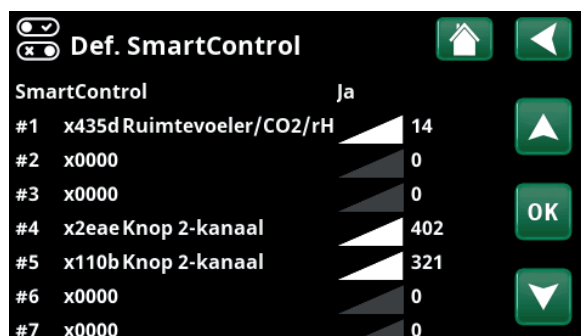 Def. SmartControl
SmartControl Ja
#1 x435d Ruimtevoeler/CO2/rH 14
#2 x0000 0
#3 x0000 0
#4 x2eae Knop 2-kanaal 402
#5 x110b Knop 2-kanaal 321
#6 x0000 0
#7 x0000 0
OK